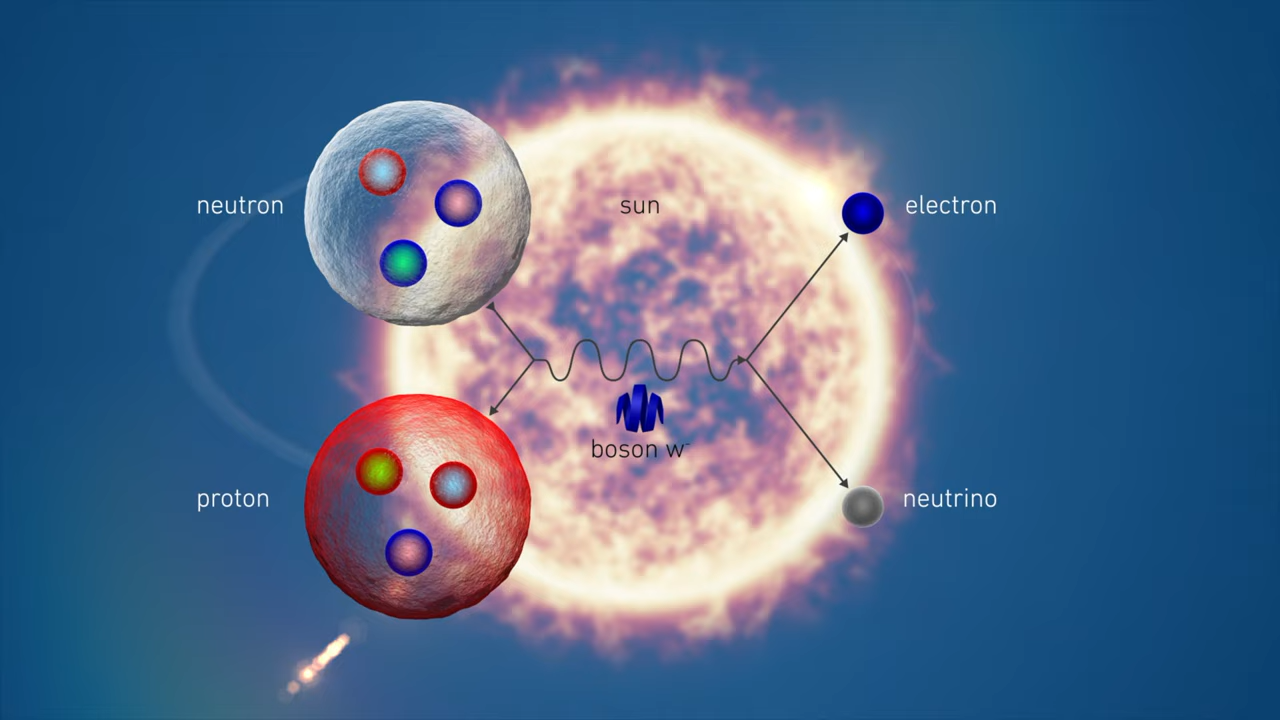 neutron
sun
electron
boson w⁻
proton
neutrino